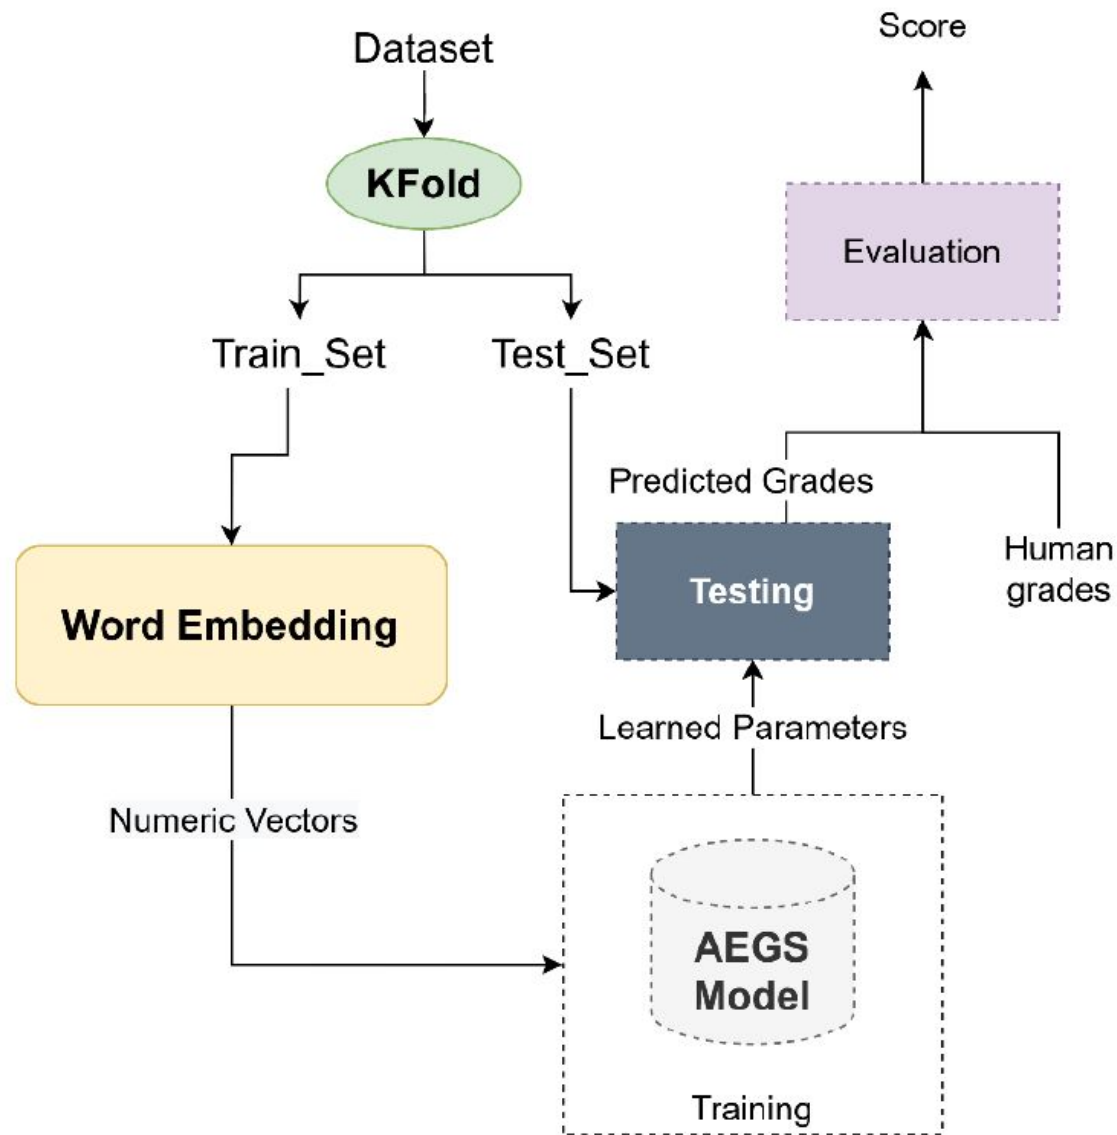 Dataset
Score
KFold
Evaluation
Train_Set
Test_Set
Predicted Grades
Human
grades
Testing
Word Embedding
Learned Parameters
Numeric Vectors
AEGS
Model
Training